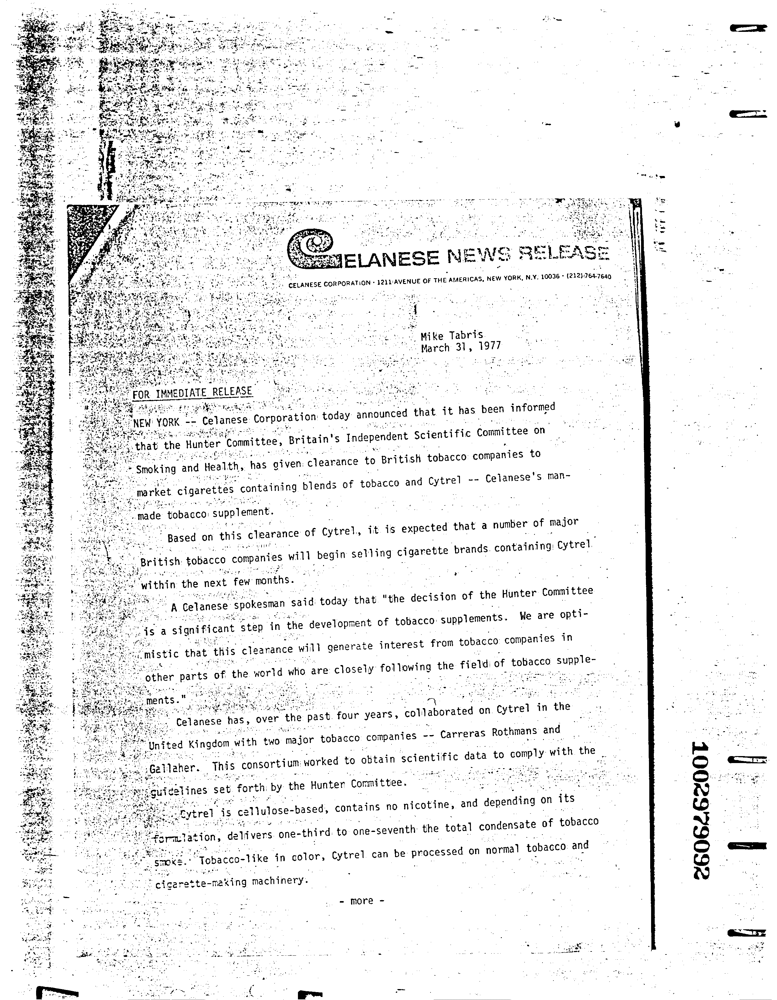 CELANESE NEWS RELEASE
CELANESE CORPORATION - 1211 AVENUE OF THE AMERICAS, NEW YORK, N.Y. 10036 - (212)-764-7640
Mike Tabris
March 31, 1977
FOR IMMEDIATE RELEASE
NEW YORK -- Celanese Corporation today announced that it has been informed
that the Hunter Committee, Britain's Independent Scientific Committee on
Smoking and Health, has given clearance to British tobacco companies to
market cigarettes containing blends of tobacco and Cytrel -- Celanese's man-
made tobacco supplement.
Based on this clearance of Cytrel, it is expected that a number of major
British tobacco companies will begin selling cigarette brands containing Cytrel
within the next few months.
A Celanese spokesman said today that "the decision of the Hunter Committee
is a significant step in the development of tobacco supplements. We are opti-
mistic that this clearance will generate interest from tobacco companies in
other parts of the world who are closely following the field of tobacco supple-
ments."
Celanese has, over the past four years, collaborated on Cytrel in the
United Kingdom with two major tobacco companies -- Carreras Rothmans and
Gallaher. This consortium worked to obtain scientific data to comply with the
guidelines set forth by the Hunter Committee.
Cytrel is cellulose-based, contains no nicotine, and depending on its
formulation, delivers one-third to one-seventh the total condensate of tobacco
smoke. Tobacco-like in color, Cytrel can be processed on normal tobacco and
cigarette-making machinery.
- more -
1002979092